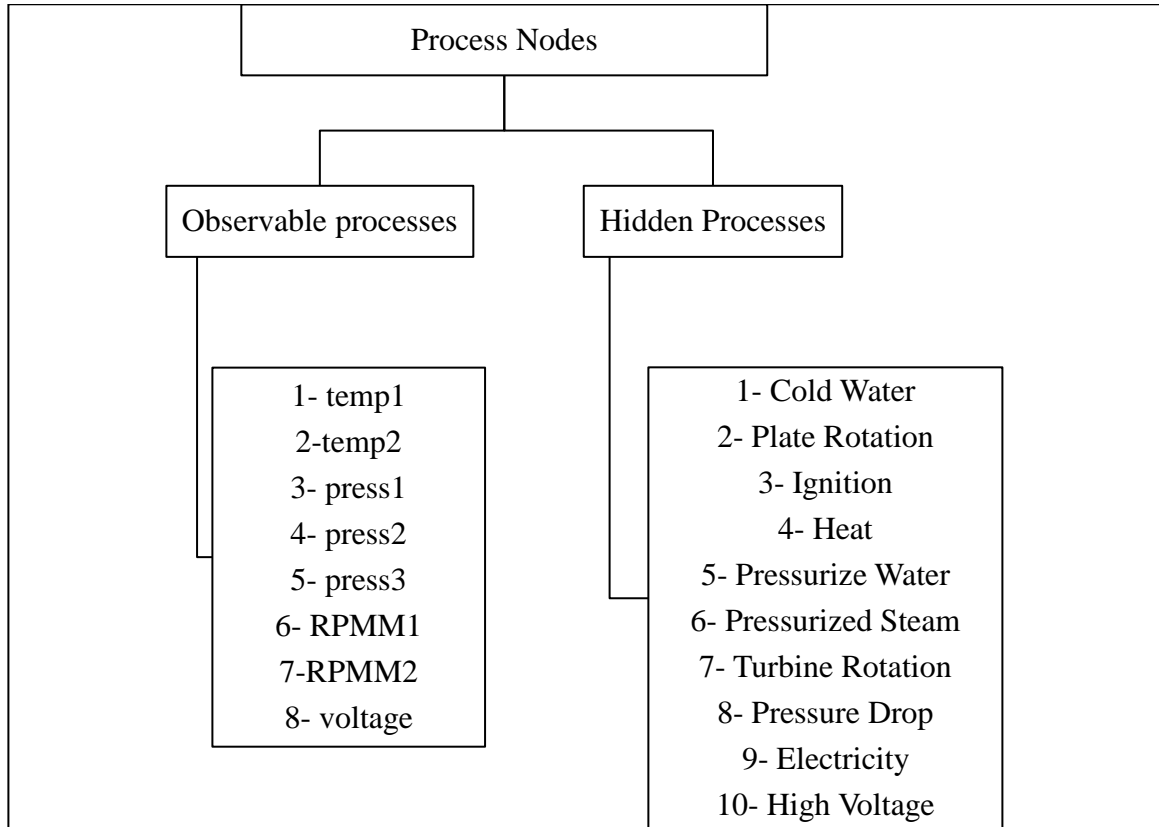 Process Nodes
Observable processes
Hidden Processes
1- temp1
2-temp2
3- press1
4- press2
5- press3
6- RPMM1
7-RPMM2
8- voltage
1- Cold Water
2- Plate Rotation
3- Ignition
4- Heat
5- Pressurize Water
6- Pressurized Steam
7- Turbine Rotation
8- Pressure Drop
9- Electricity
10- High Voltage